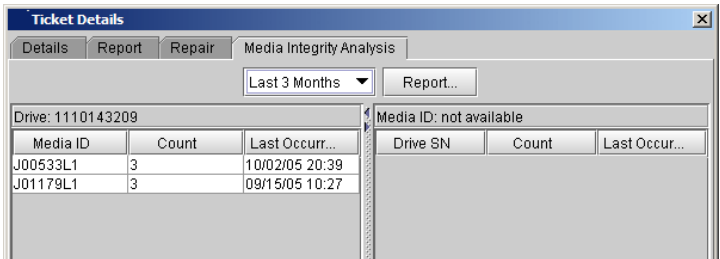 Ticket Details
Details Report Repair Media Integrity Analysis
Last 3 Months Report...
Drive: 1110143209
Media ID Count Last Occurr...
J00533L1 3 10/02/05 20:39
J01179L1 3 09/15/05 10:27
Media ID: not available
Drive SN Count Last Occur...